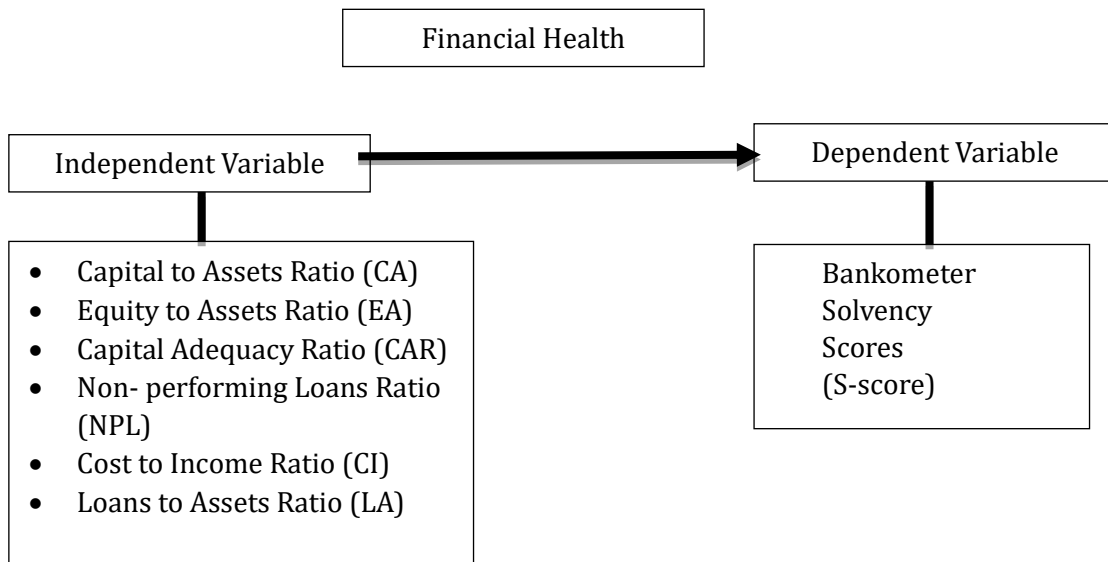 Financial Health
Independent Variable
Dependent Variable
• Capital to Assets Ratio (CA)
• Equity to Assets Ratio (EA)
• Capital Adequacy Ratio (CAR)
• Non- performing Loans Ratio
(NPL)
• Cost to Income Ratio (CI)
• Loans to Assets Ratio (LA)
Bankometer
Solvency
Scores
(S-score)